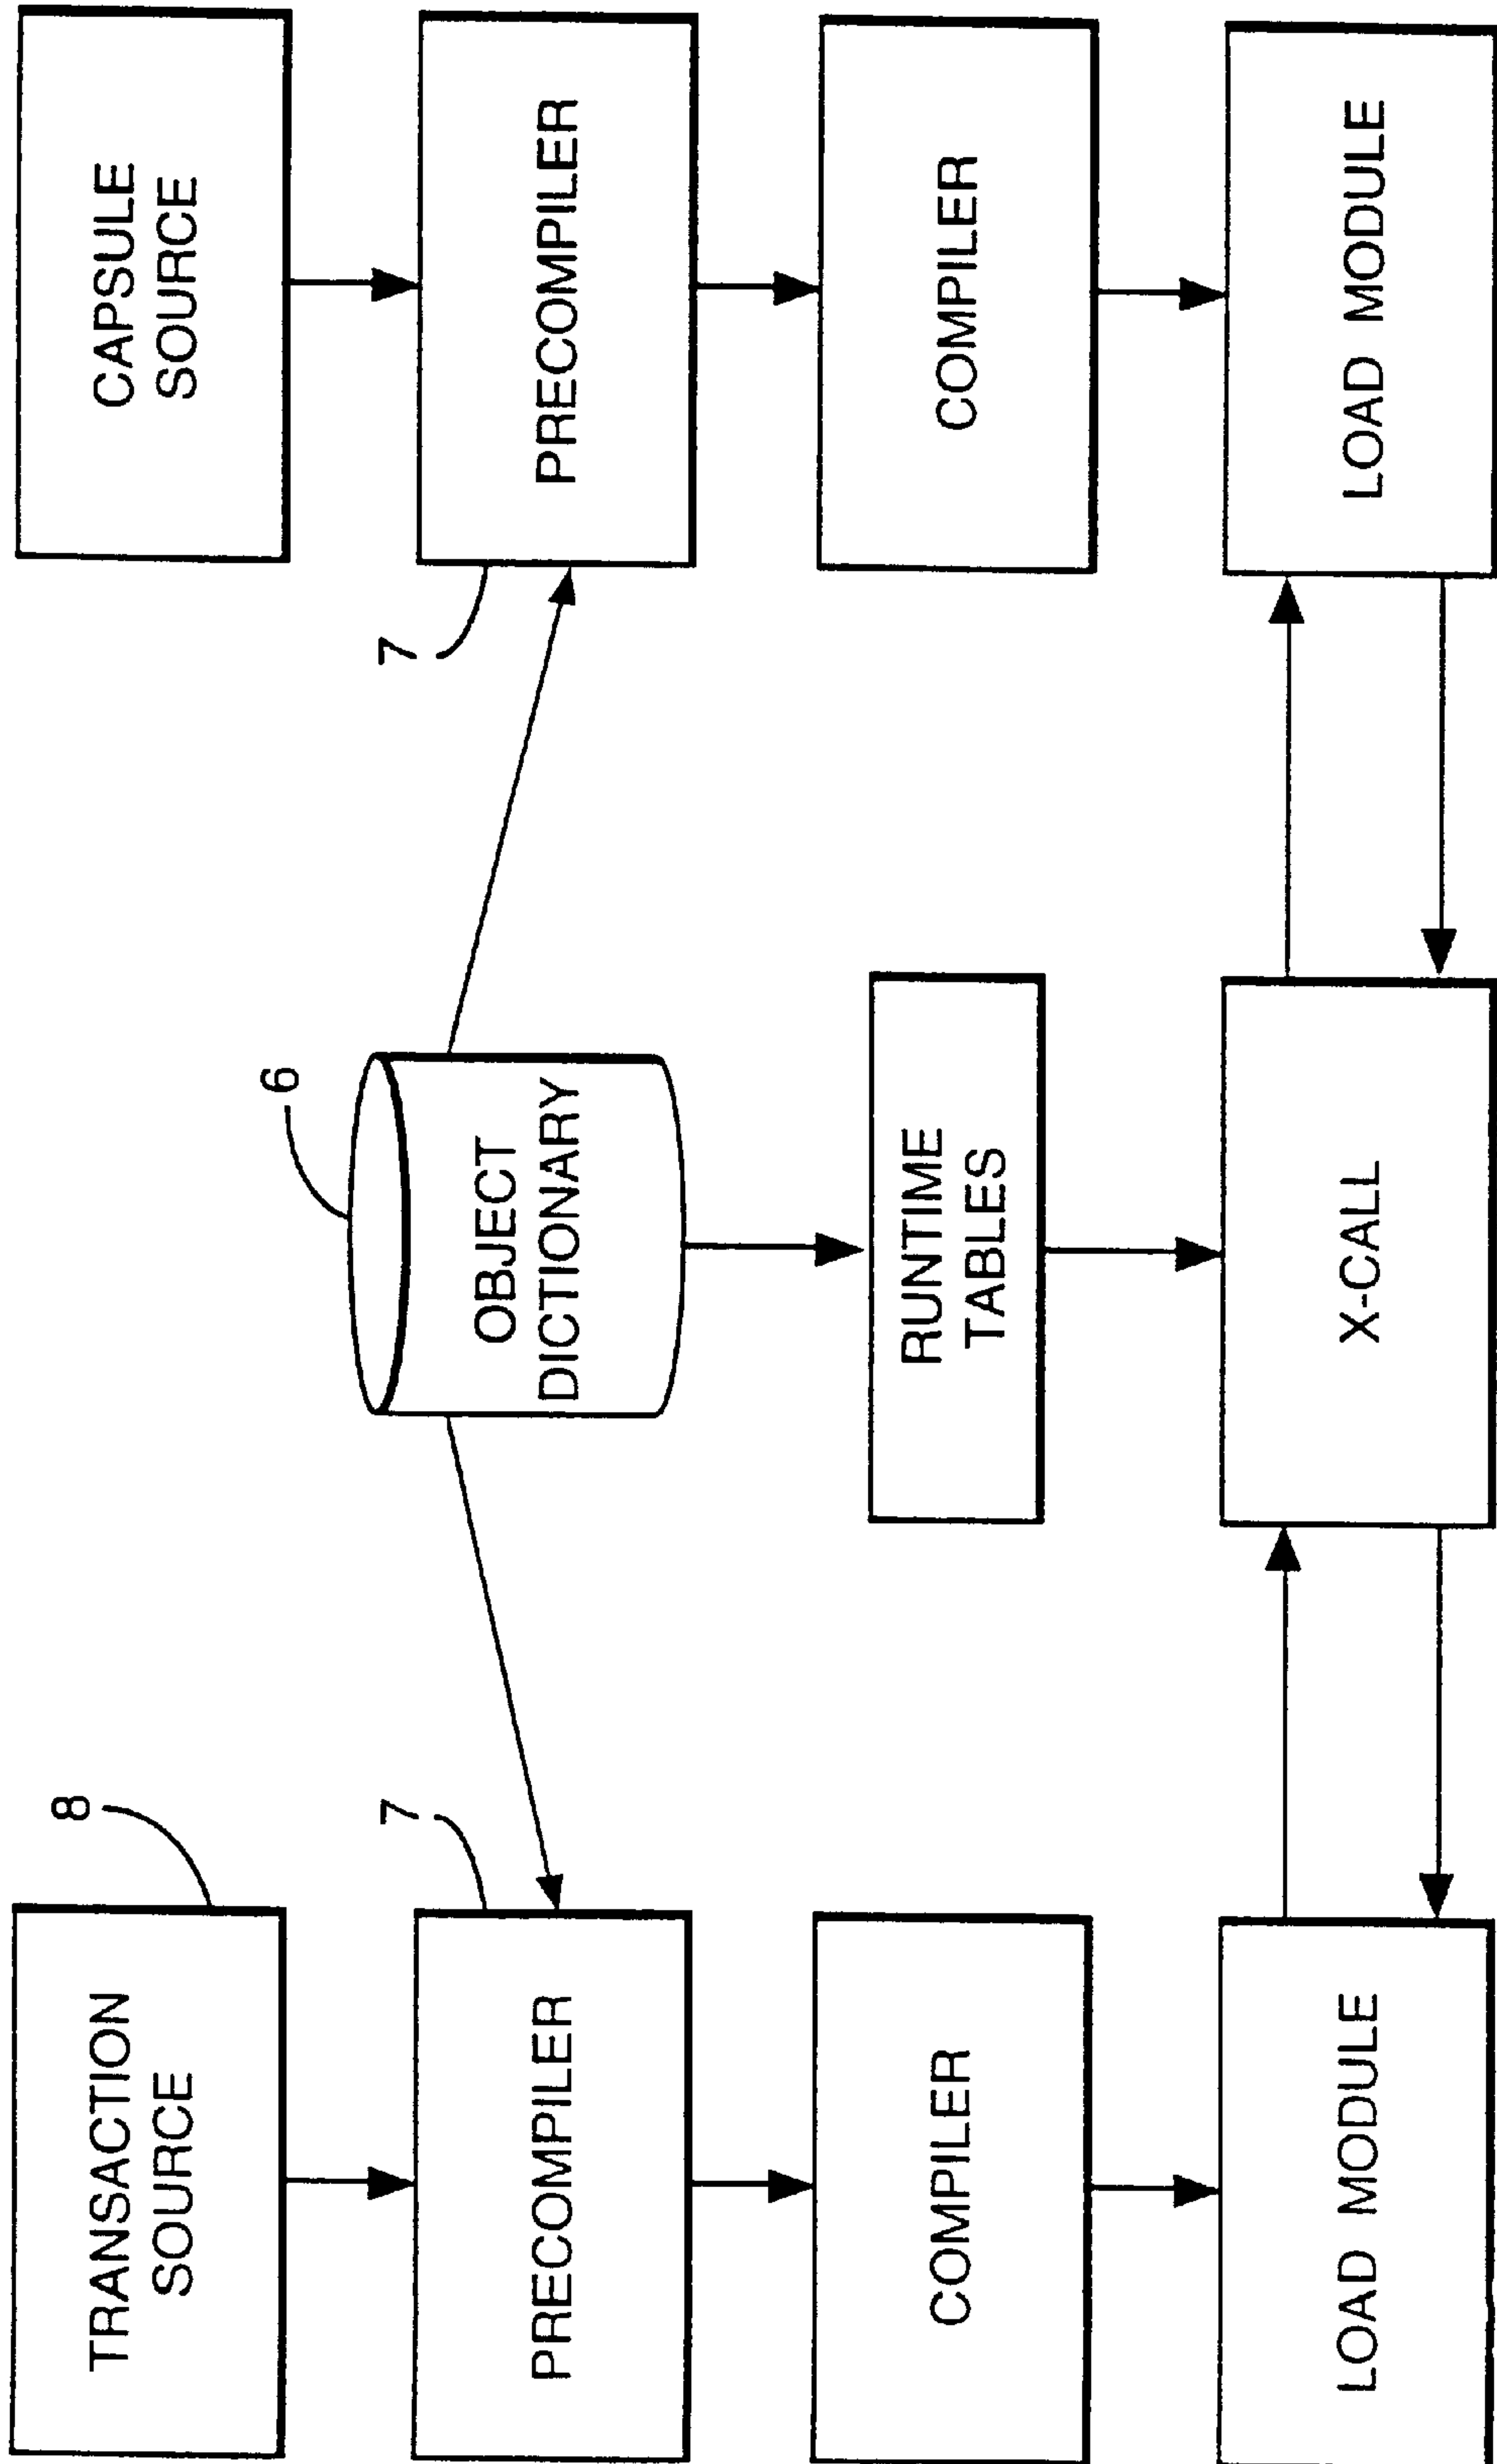 TRANSACTION
SOURCE
8
PRECOMPILER
7
COMPILER
LOAD MODULE
6
OBJECT
DICTIONARY
RUNTIME
TABLES
X-CALL
CAPSULE
SOURCE
7
PRECOMPILER
COMPILER
LOAD MODULE